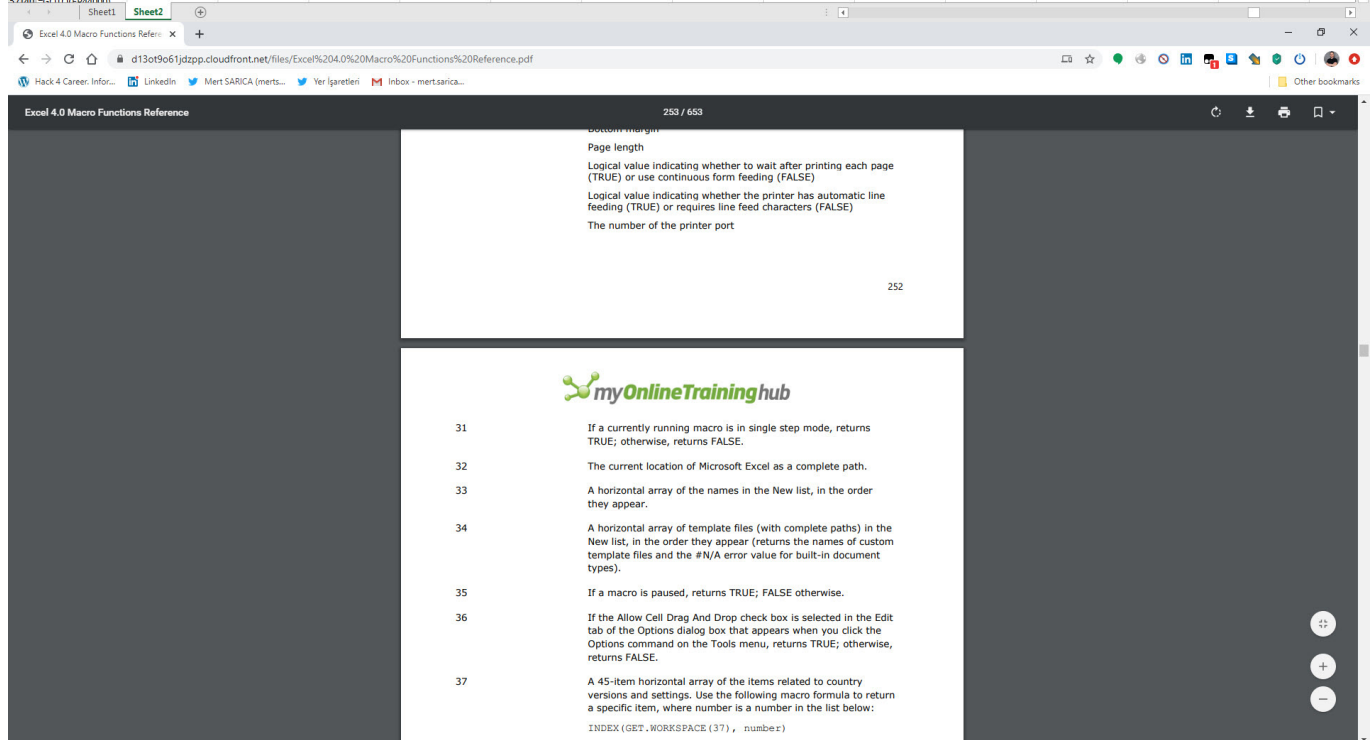 Sheet1 Sheet2
Excel 4.0 Macro Functions Refere
d13ot9o61jdzpp.cloudfront.net/files/Excel%204.0%20Macro%20Functions%20Reference.pdf
Hack 4 Career. Infor... LinkedIn Mert SARICA (merts... Yer İşaretleri Inbox - mert.sarica... Other bookmarks
Excel 4.0 Macro Functions Reference 253 / 653
Bottom margin
Page length
Logical value indicating whether to wait after printing each page
(TRUE) or use continuous form feeding (FALSE)
Logical value indicating whether the printer has automatic line
feeding (TRUE) or requires line feed characters (FALSE)
The number of the printer port
252
myOnlineTraininghub
31 If a currently running macro is in single step mode, returns
TRUE; otherwise, returns FALSE.
32 The current location of Microsoft Excel as a complete path.
33 A horizontal array of the names in the New list, in the order
they appear.
34 A horizontal array of template files (with complete paths) in the
New list, in the order they appear (returns the names of custom
template files and the #N/A error value for built-in document
types).
35 If a macro is paused, returns TRUE; FALSE otherwise.
36 If the Allow Cell Drag And Drop check box is selected in the Edit
tab of the Options dialog box that appears when you click the
Options command on the Tools menu, returns TRUE; otherwise,
returns FALSE.
37 A 45-item horizontal array of the items related to country
versions and settings. Use the following macro formula to return
a specific item, where number is a number in the list below:
INDEX(GET.WORKSPACE(37), number)